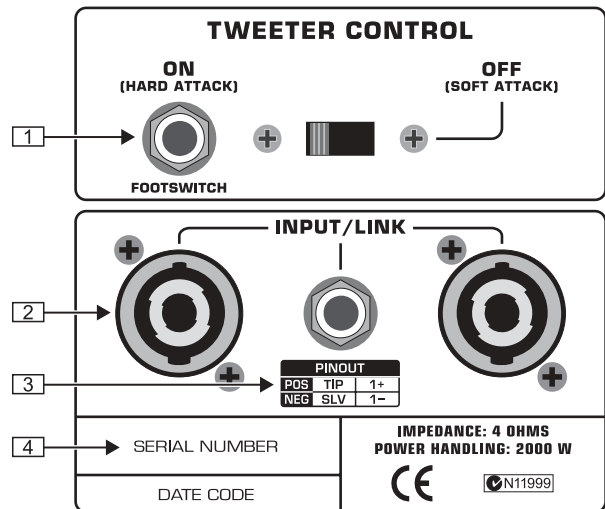 TWEETER CONTROL
ON
(HARD ATTACK)
OFF
(SOFT ATTACK)
1
FOOTSWITCH
INPUT/LINK
2
PINOUT
3
POS TIP 1+
NEG SLV 1-
4
SERIAL NUMBER
DATE CODE
IMPEDANCE: 4 OHMS
POWER HANDLING: 2000 W
CE
N11999